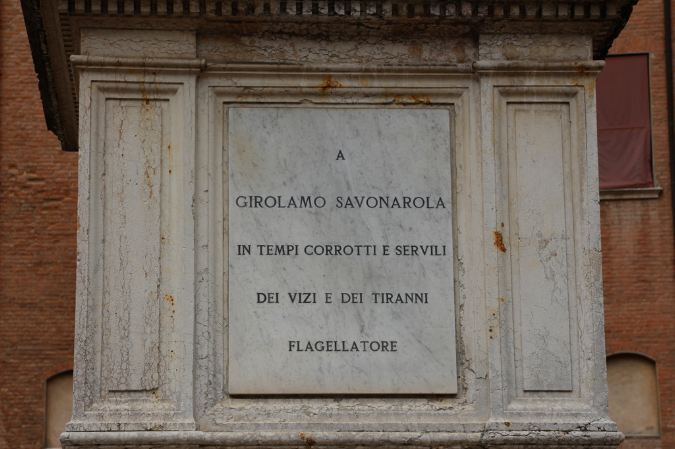 A
GIROLAMO SAVONAROLA
IN TEMPI CORROTTI E SERVILI
DEI VIZI E DEI TIRANNI
FLAGELLATORE